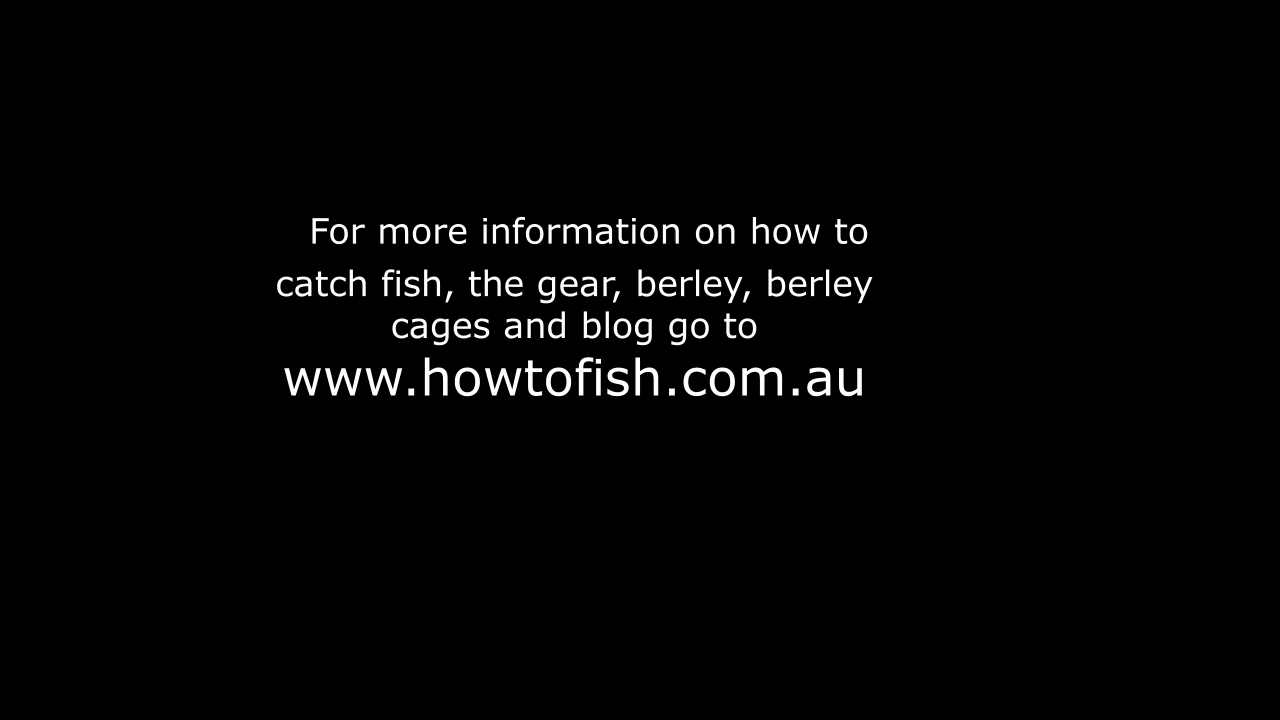 For more information on how to
catch fish, the gear, berley, berley
cages and blog go to
www.howtofish.com.au